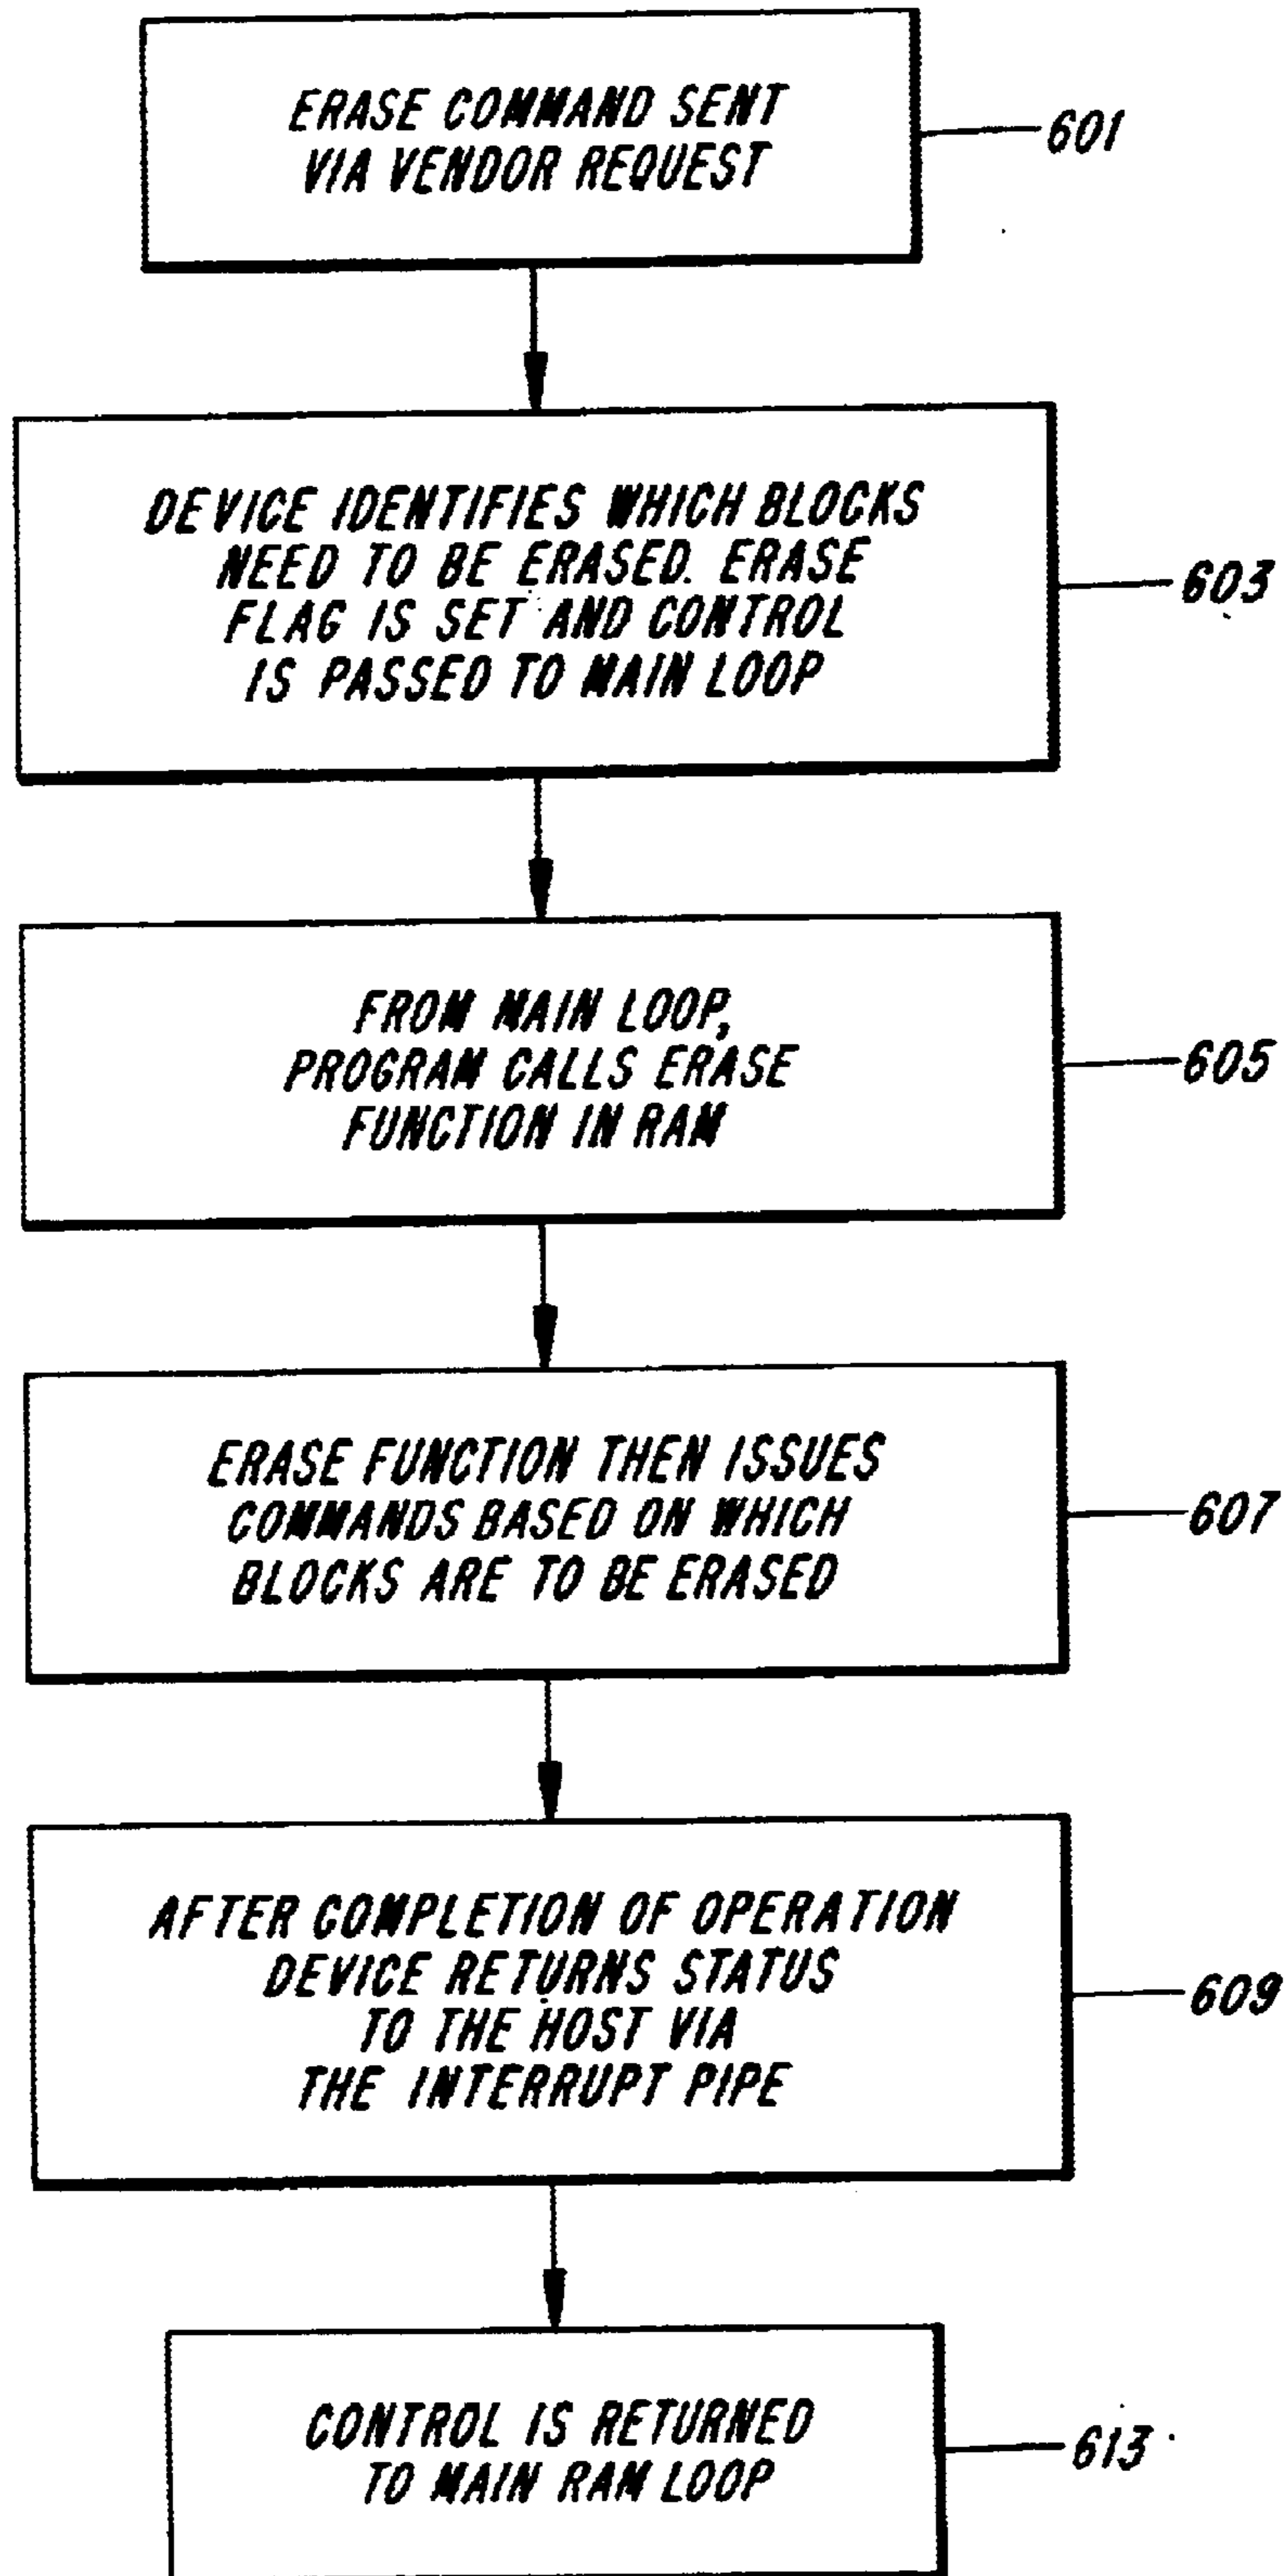 ERASE COMMAND SENT
VIA VENDOR REQUEST
601
DEVICE IDENTIFIES WHICH BLOCKS
NEED TO BE ERASED. ERASE
FLAG IS SET AND CONTROL
IS PASSED TO MAIN LOOP
603
FROM MAIN LOOP,
PROGRAM CALLS ERASE
FUNCTION IN RAM
605
ERASE FUNCTION THEN ISSUES
COMMANDS BASED ON WHICH
BLOCKS ARE TO BE ERASED
607
AFTER COMPLETION OF OPERATION
DEVICE RETURNS STATUS
TO THE HOST VIA
THE INTERRUPT PIPE
609
CONTROL IS RETURNED
TO MAIN RAM LOOP
613